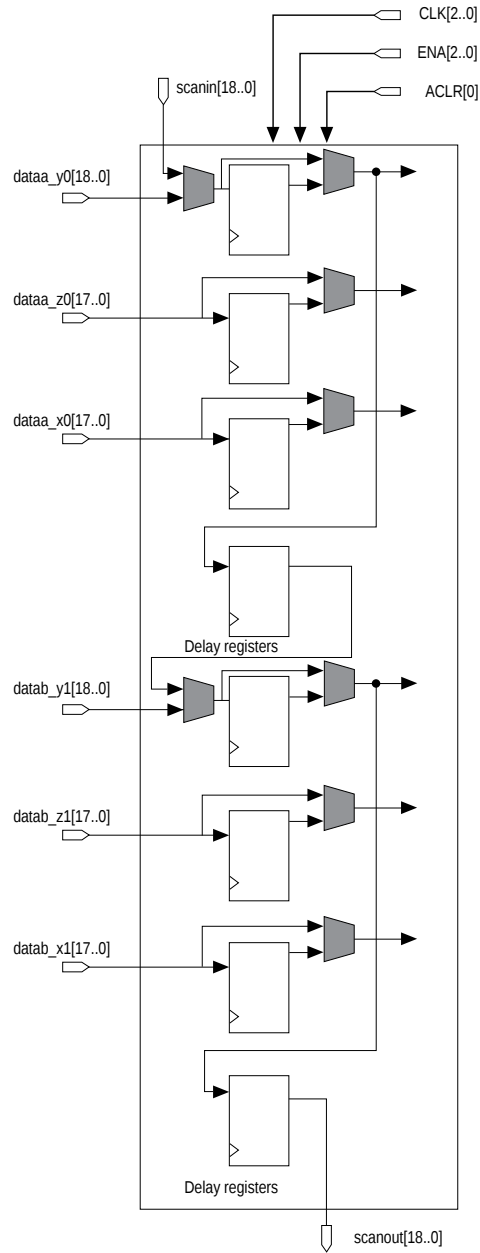 CLK[2..0]
ENA[2..0]
scanin[18..0]
ACLR[0]
dataa_y0[18..0]
dataa_z0[17..0]
dataa_x0[17..0]
Delay registers
datab_y1[18..0]
datab_z1[17..0]
datab_x1[17..0]
Delay registers
scanout[18..0]